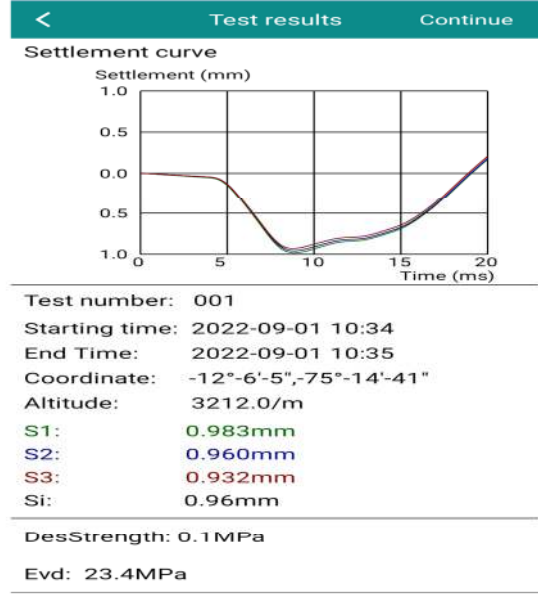 < Test results Continue
Settlement curve
Settlement (mm)
1.0
0.5
0.0
0.5
1.0
0 5 10 15 20
Time (ms)
Test number: 001
Starting time: 2022-09-01 10:34
End Time: 2022-09-01 10:35
Coordinate: -12°-6'-5",-75°-14'-41"
Altitude: 3212.0/m
S1: 0.983mm
S2: 0.960mm
S3: 0.932mm
Si: 0.96mm
DesStrength: 0.1MPa
Evd: 23.4MPa